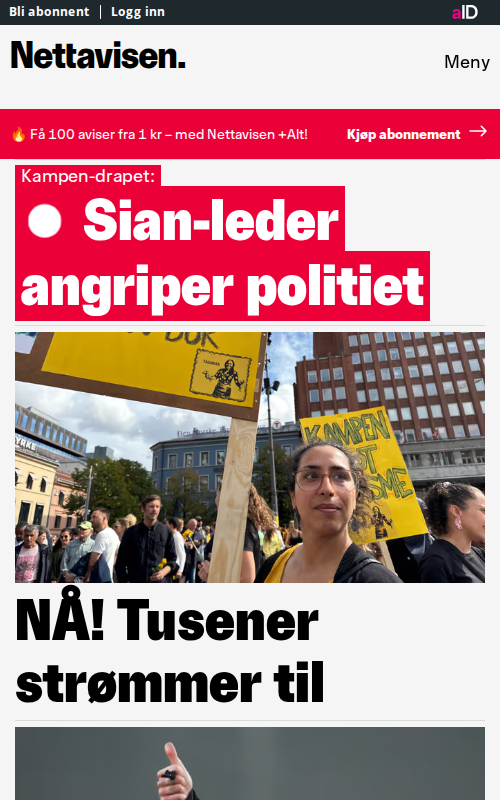 Bli abonnent | Logg inn
aID
Nettavisen.
Meny
🔥 Få 100 aviser fra 1 kr – med Nettavisen +Alt!
Kjøp abonnement →
Kampen-drapet:
Sian-leder
angriper politiet
KAMPEN
NÅ! Tusener
strømmer til